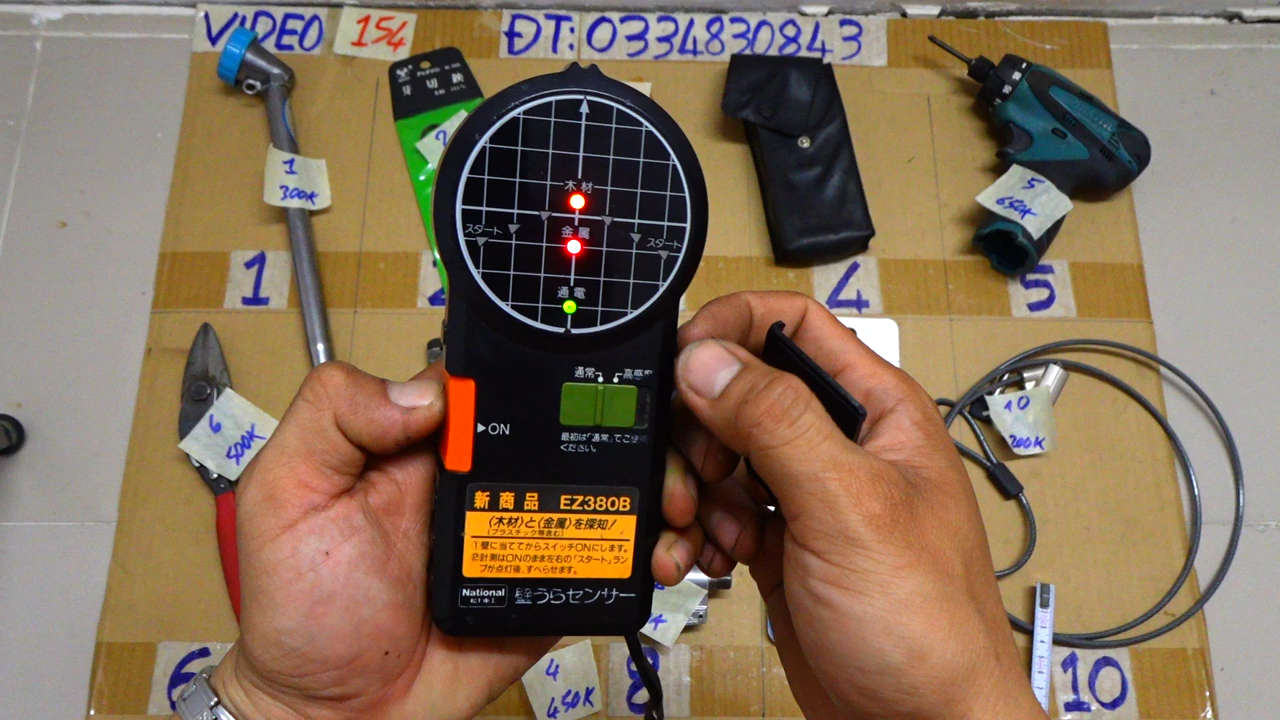 VIDEO 154 ĐT: 0334830843
1
300K
2
5
650K
1
4
5
木材
金属
スタート
スタート
通電
通常
高感度
ON
最初は「通常」でご使
ください。
6
400K
10
200K
新商品 EZ380B
〈木材〉と〈金属〉を探知!
(プラスチック等含む)
①壁に当ててからスイッチONにします。
②計測はONのまま左右の「スタート」ラン
プが点灯後、すべらせます。
National
松下電工
壁うらセンサー
4
450K
6
8
10